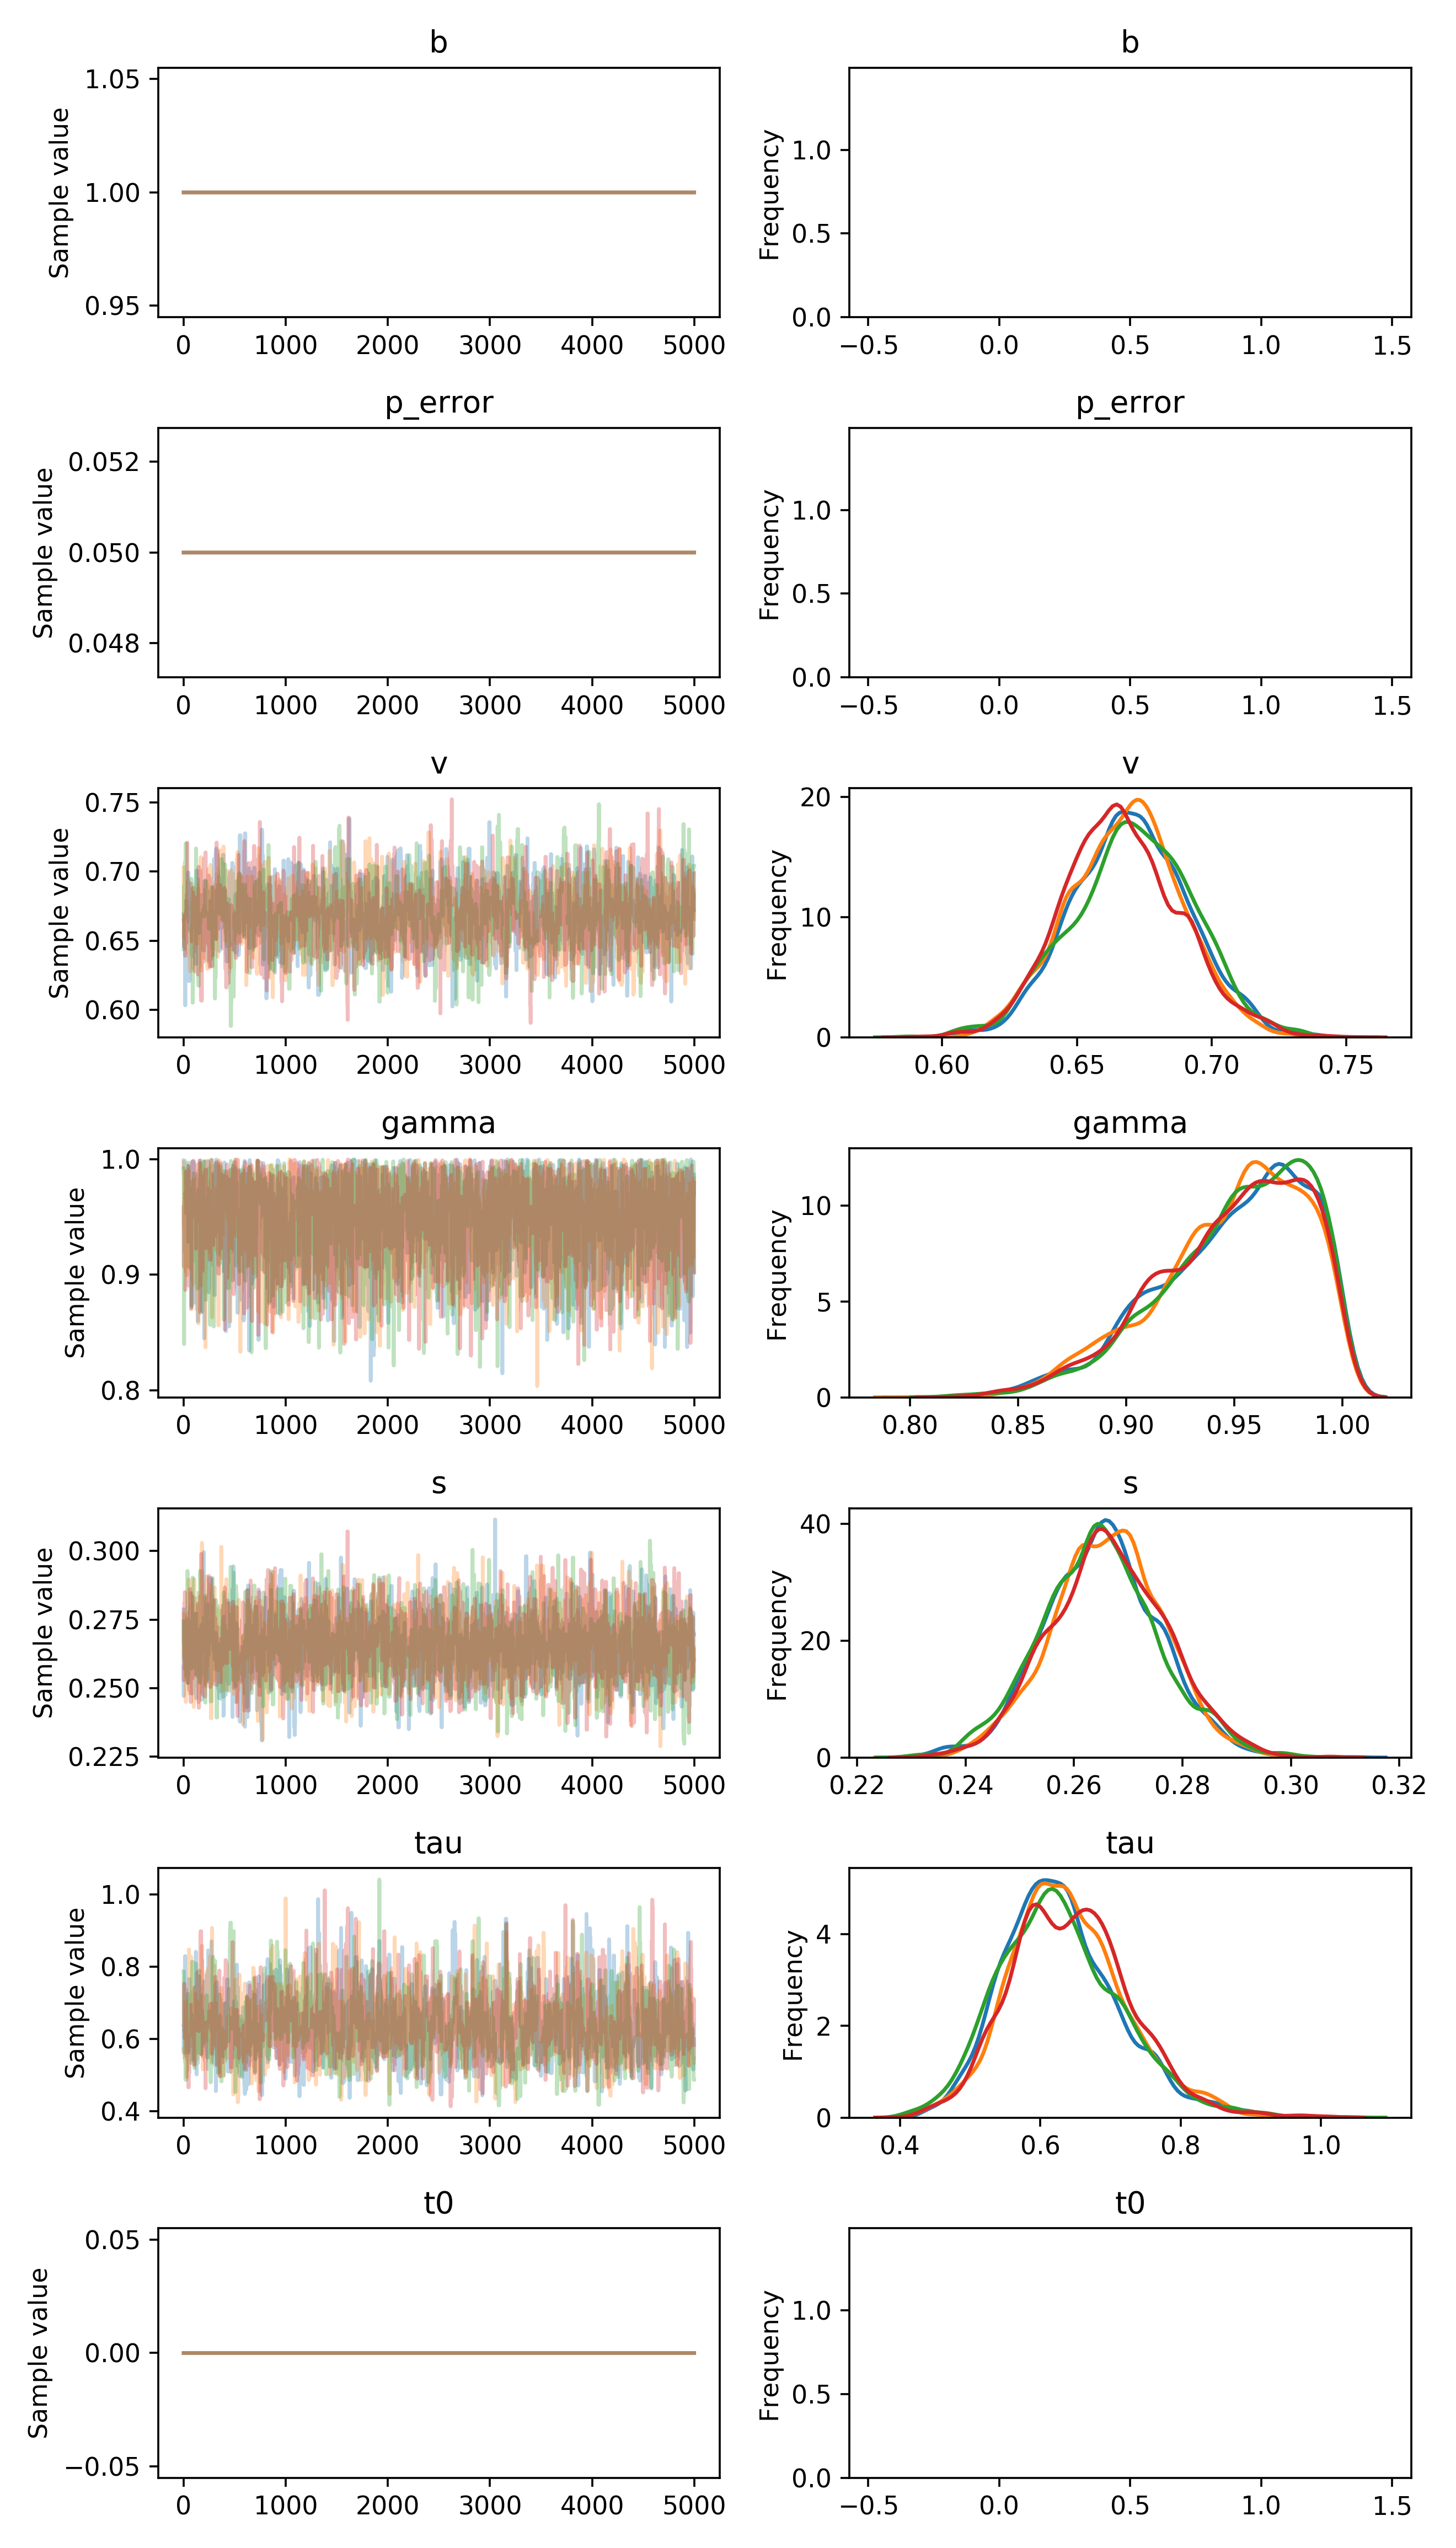 b
b
1.05
1.00
0.95
Sample value
0 1000 2000 3000 4000 5000
1.0
0.5
0.0
Frequency
−0.5 0.0 0.5 1.0 1.5
p_error
p_error
0.052
0.050
0.048
Sample value
0 1000 2000 3000 4000 5000
1.0
0.5
0.0
Frequency
−0.5 0.0 0.5 1.0 1.5
v
v
0.75
0.70
0.65
0.60
Sample value
0 1000 2000 3000 4000 5000
20
10
0
Frequency
0.60 0.65 0.70 0.75
gamma
gamma
1.0
0.9
0.8
Sample value
0 1000 2000 3000 4000 5000
10
5
0
Frequency
0.80 0.85 0.90 0.95 1.00
s
s
0.300
0.275
0.250
0.225
Sample value
0 1000 2000 3000 4000 5000
40
20
0
Frequency
0.22 0.24 0.26 0.28 0.30 0.32
tau
tau
1.0
0.8
0.6
0.4
Sample value
0 1000 2000 3000 4000 5000
4
2
0
Frequency
0.4 0.6 0.8 1.0
t0
t0
0.05
0.00
−0.05
Sample value
0 1000 2000 3000 4000 5000
1.0
0.5
0.0
Frequency
−0.5 0.0 0.5 1.0 1.5